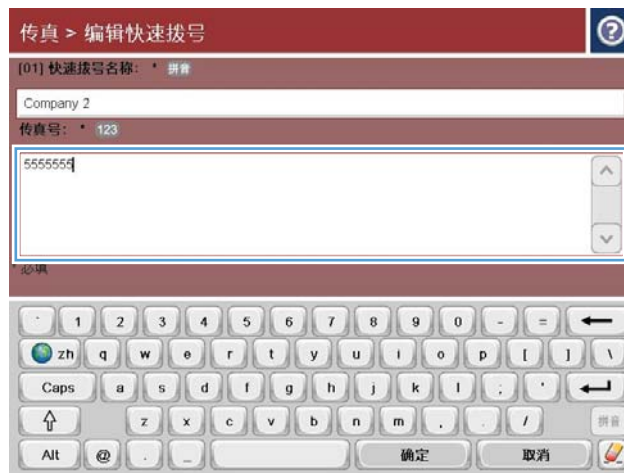 传真 > 编辑快速拨号
?
[01] 快速拨号名称： * 拼音
Company 2
传真号： * 123
5555555
* 必填
` 1 2 3 4 5 6 7 8 9 0 - =
zh q w e r t y u i o p [ ] \
Caps a s d f g h j k l ; '
z x c v b n m , . / 拼音
Alt @ . _ 确定 取消